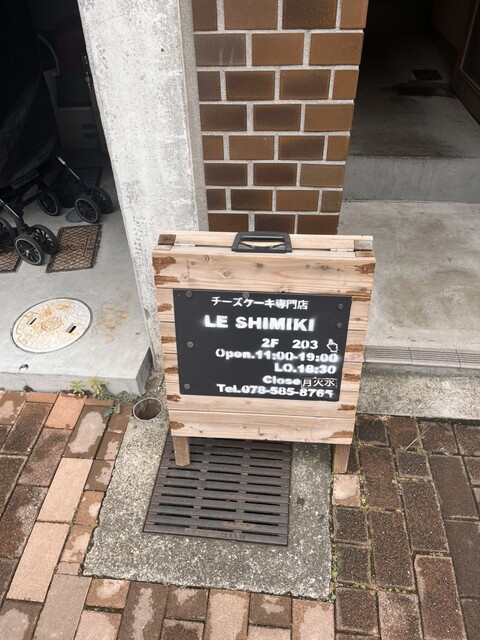 チーズケーキ専門店
LE SHIMIKI
2F 203
Open.11:00-19:00
LO.18:30
Close 月火水
Tel.078-585-8764